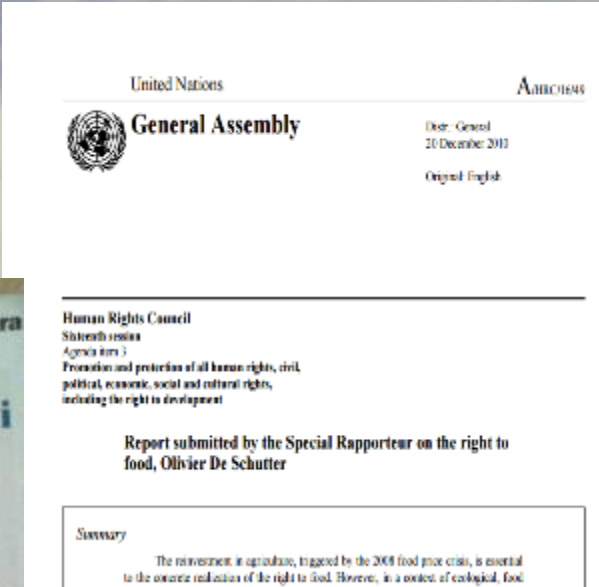 United Nations
A/HRC/16/49
General Assembly
Distr.: General
20 December 2010
Original: English
Human Rights Council
Sixteenth session
Agenda item 3
Promotion and protection of all human rights, civil,
political, economic, social and cultural rights,
including the right to development
Report submitted by the Special Rapporteur on the right to
food, Olivier De Schutter
Summary
The reinvestment in agriculture, triggered by the 2008 food price crisis, is essential
to the concrete realization of the right to food. However, in a context of ecological, food
ra
i